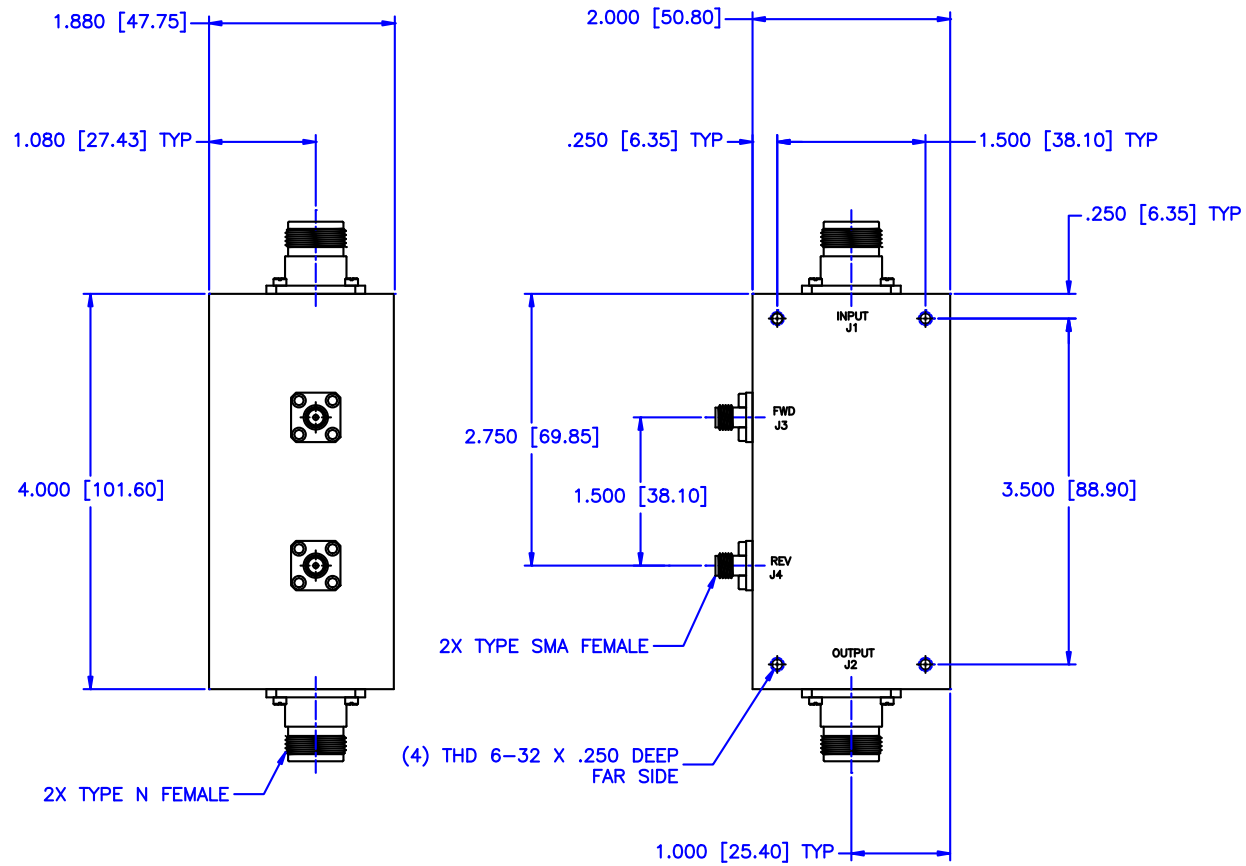 1.880 [47.75]
2.000 [50.80]
1.080 [27.43] TYP
.250 [6.35] TYP
1.500 [38.10] TYP
.250 [6.35] TYP
INPUT
J1
FWD
J3
2.750 [69.85]
4.000 [101.60]
1.500 [38.10]
3.500 [88.90]
REV
J4
2X TYPE SMA FEMALE
OUTPUT
J2
(4) THD 6-32 X .250 DEEP
FAR SIDE
2X TYPE N FEMALE
1.000 [25.40] TYP